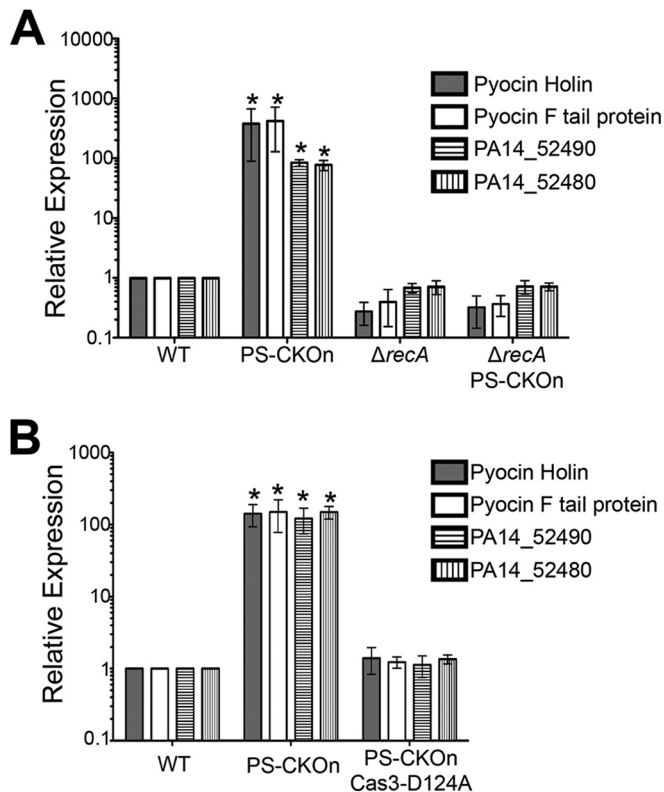 A
Relative Expression
10000
1000
100
10
1
0.1
* * * *
Pyocin Holin
Pyocin F tail protein
PA14_52490
PA14_52480
WT
PS-CKOn
ΔrecA
ΔrecA
PS-CKOn
B
Relative Expression
1000
100
10
1
0.1
* * * *
Pyocin Holin
Pyocin F tail protein
PA14_52490
PA14_52480
WT
PS-CKOn
PS-CKOn
Cas3-D124A